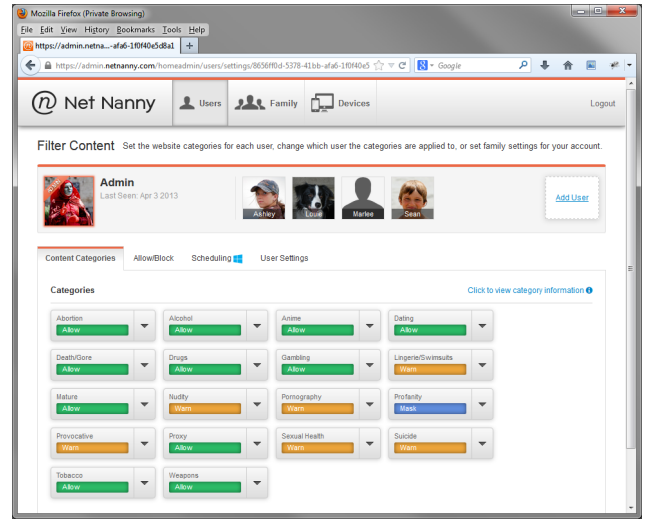 Mozilla Firefox (Private Browsing)
File Edit View History Bookmarks Tools Help
https://admin.netna...-afa6-1f0f40e5d8a1 +
https://admin.netnanny.com/homeadmin/users/settings/8656ff0d-5378-41bb-afa6-1f0f40e5 Google
Net Nanny Users Family Devices Logout
Filter Content Set the website categories for each user, change which user the categories are applied to, or set family settings for your account.
Admin
Last Seen: Apr 3 2013
Ashley Louie Marlee Sean Add User
Content Categories Allow/Block Scheduling User Settings
Categories Click to view category information
Abortion Alcohol Anime Dating
Allow Allow Allow Allow
Death/Gore Drugs Gambling Lingerie/Swimsuits
Allow Allow Allow Warn
Mature Nudity Pornography Profanity
Allow Warn Warn Mask
Provocative Proxy Sexual Health Suicide
Warn Allow Warn Warn
Tobacco Weapons
Allow Allow